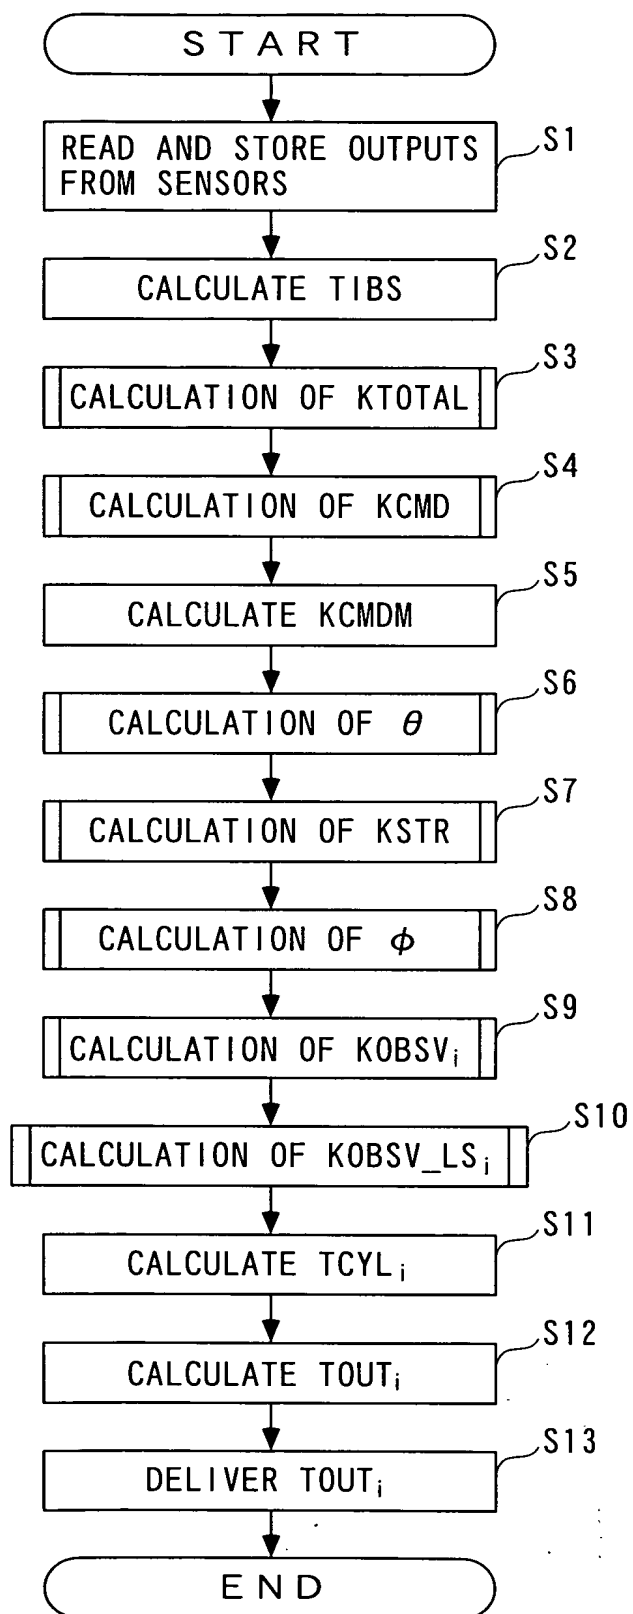 START
READ AND STORE OUTPUTS
FROM SENSORS
S1
CALCULATE TIBS
S2
CALCULATION OF KTOTAL
S3
CALCULATION OF KCMD
S4
CALCULATE KCMDM
S5
CALCULATION OF θ
S6
CALCULATION OF KSTR
S7
CALCULATION OF ϕ
S8
CALCULATION OF KOBSVi
S9
CALCULATION OF KOBSV_LSi
S10
CALCULATE TCYLi
S11
CALCULATE TOUTi
S12
DELIVER TOUTi
S13
END